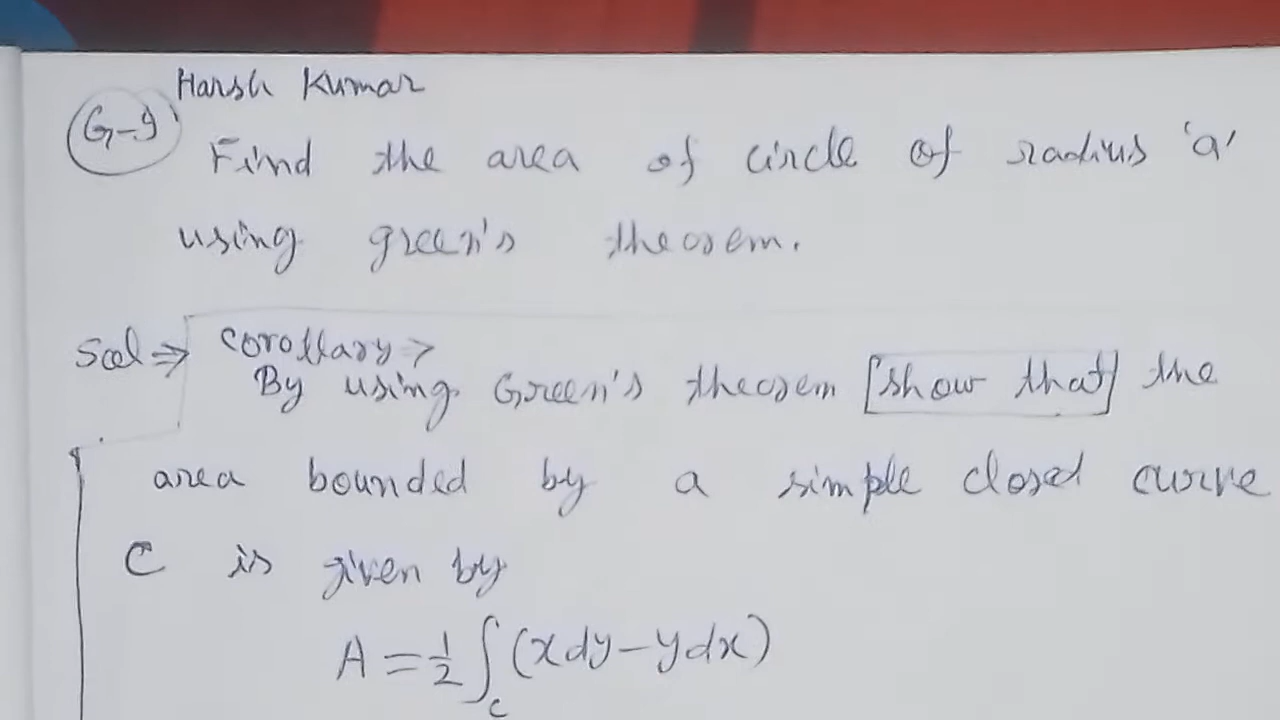 Harsh Kumar
G-9
Find the area of circle of radius 'a'
using green's theorem.
Sol⇒ corollary>
By using Green's theorem [show that] the
area bounded by a simple closed curve
C is given by
A = 1/2 ∫_C (xdy-ydx)